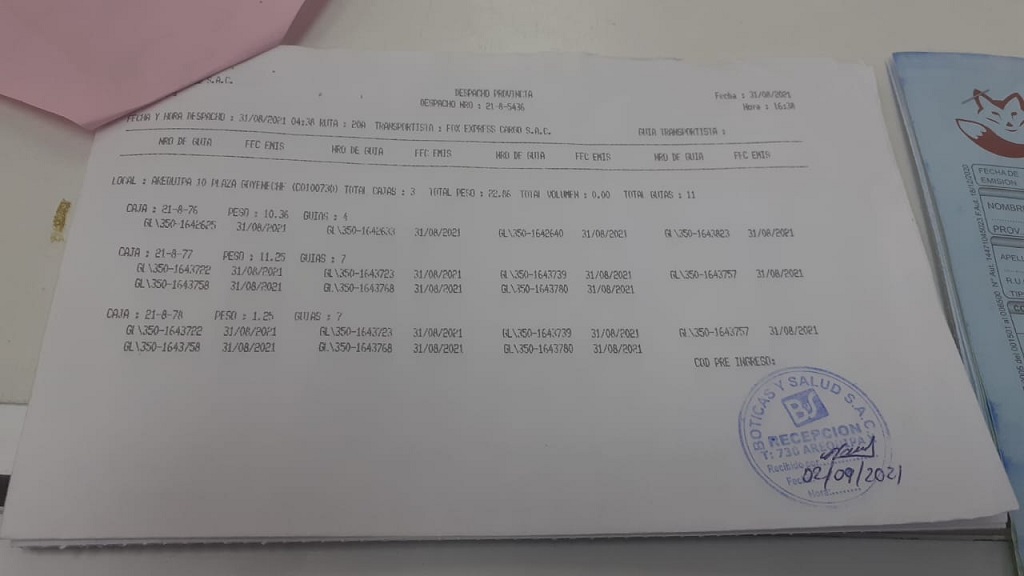 S.A.C.
DESPACHO PROVINCIA
Fecha : 31/08/2021
DESPACHO NRO : 21-8-5436
Hora : 16:38
FECHA Y HORA DESPACHO : 31/08/2021 04:38 RUTA : 20A TRANSPORTISTA : FOX EXPRESS CARGO S.A.C. GUIA TRANSPORTISTA :
NRO DE GUIA FEC EMIS NRO DE GUIA FEC EMIS NRO DE GUIA FEC EMIS NRO DE GUIA FEC EMIS
LOCAL : AREQUIPA 10 PLAZA GOYENECHE TOTAL CAJAS : 3 TOTAL PESO : 22.86 TOTAL VOLUMEN : 0.00 TOTAL GUIAS : 11
CAJA : 21-8-76 PESO : 10.36 GUIAS : 4
GL\350-1642625 31/08/2021 GL\350-1642633 31/08/2021 GL\350-1642640 31/08/2021 31/08/2021
CAJA : 21-8-77 PESO : 11.25 GUIAS : 7
GL\350-1643722 31/08/2021 GL\350-1643723 31/08/2021 GL\350-1643739 31/08/2021 GL\350-1643757 31/08/2021
GL\350-1643758 31/08/2021 GL\350-1643768 31/08/2021 GL\350-1643780 31/08/2021
CAJA : 21-8-78 PESO : 1.25 GUIAS : 7
GL\350-1643722 31/08/2021 GL\350-1643723 31/08/2021 GL\350-1643739 31/08/2021 GL\350-1643757 31/08/2021
GL\350-1643758 31/08/2021 GL\350-1643768 31/08/2021 GL\350-1643780 31/08/2021
COD PRE INGRESO:
BOTICAS Y SALUD S.A.C.
BS
RECEPCION
T: 730 AREQUIPA
Recibido
02/09/2021
Hora:
FECHA DE
EMISION
NOMBR
PROV
APEL